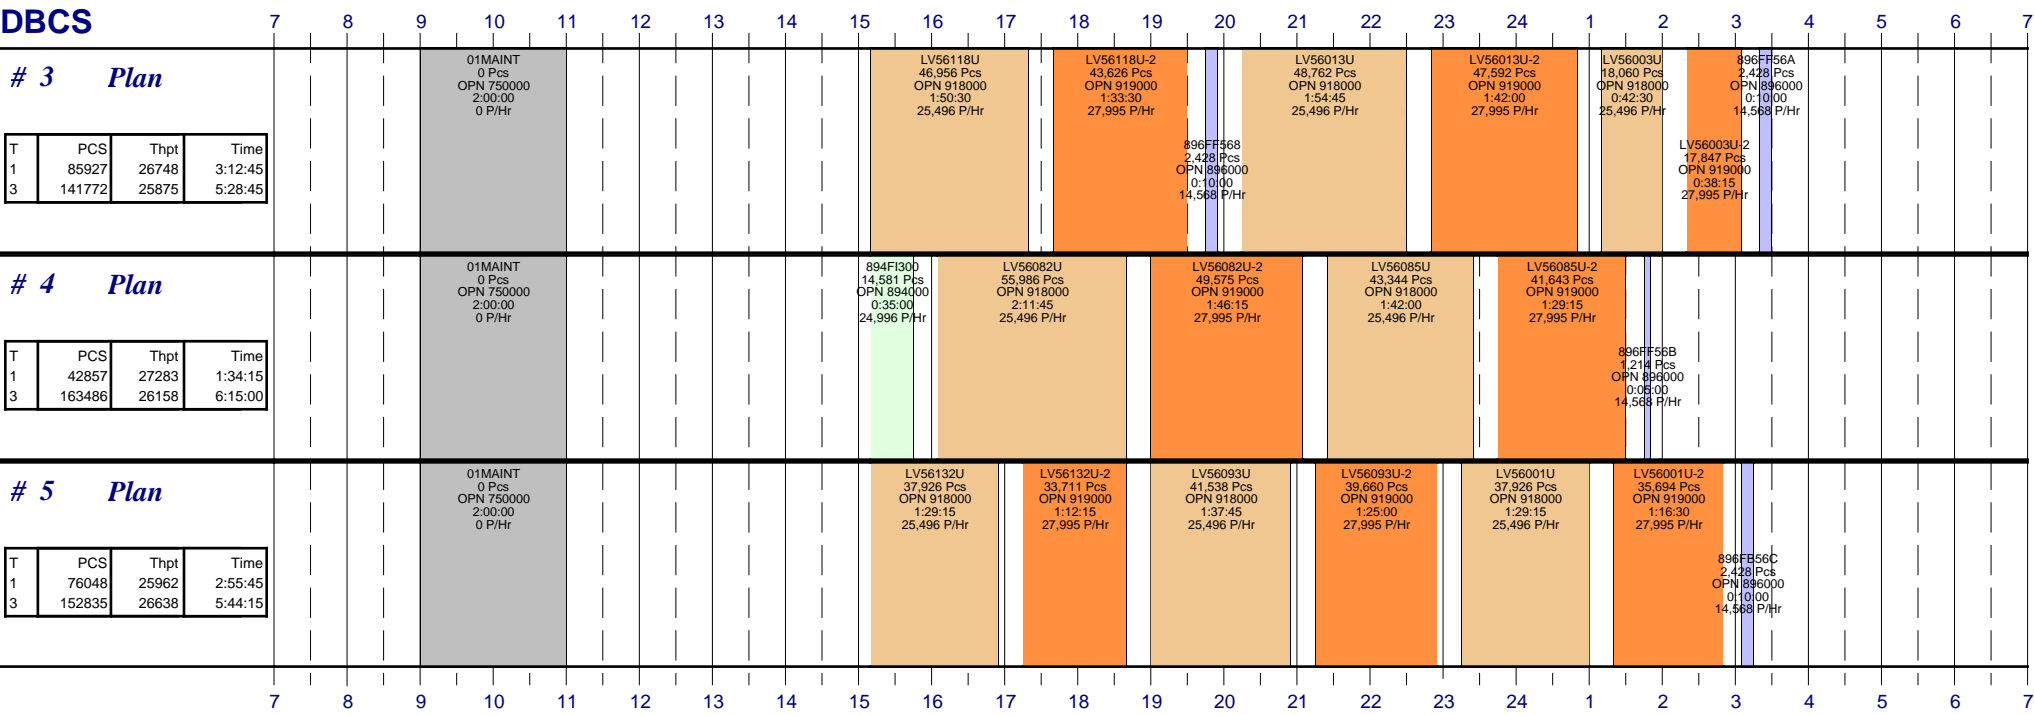 DBCS
7 8 9 10 11 12 13 14 15 16 17 18 19 20 21 22 23 24 1 2 3 4 5 6 7
# 3 Plan
T PCS Thpt Time
1 85927 26748 3:12:45
3 141772 25875 5:28:45
01MAINT
0 Pcs
OPN 750000
2:00:00
0 P/Hr
LV56118U
46,956 Pcs
OPN 918000
1:50:30
25,496 P/Hr
LV56118U-2
43,626 Pcs
OPN 919000
1:33:30
27,995 P/Hr
896FF568
2,428 Pcs
OPN 896000
0:10:00
14,568 P/Hr
LV56013U
48,762 Pcs
OPN 918000
1:54:45
25,496 P/Hr
LV56013U-2
47,592 Pcs
OPN 919000
1:42:00
27,995 P/Hr
LV56003U
18,060 Pcs
OPN 918000
0:42:30
25,496 P/Hr
LV56003U-2
17,847 Pcs
OPN 919000
0:38:15
27,995 P/Hr
896FF56A
2,428 Pcs
OPN 896000
0:10:00
14,568 P/Hr
# 4 Plan
T PCS Thpt Time
1 42857 27283 1:34:15
3 163486 26158 6:15:00
01MAINT
0 Pcs
OPN 750000
2:00:00
0 P/Hr
894FI300
14,581 Pcs
OPN 894000
0:35:00
24,996 P/Hr
LV56082U
55,986 Pcs
OPN 918000
2:11:45
25,496 P/Hr
LV56082U-2
49,575 Pcs
OPN 919000
1:46:15
27,995 P/Hr
LV56085U
43,344 Pcs
OPN 918000
1:42:00
25,496 P/Hr
LV56085U-2
41,643 Pcs
OPN 919000
1:29:15
27,995 P/Hr
896FF56B
1,214 Pcs
OPN 896000
0:05:00
14,568 P/Hr
# 5 Plan
T PCS Thpt Time
1 76048 25962 2:55:45
3 152835 26638 5:44:15
01MAINT
0 Pcs
OPN 750000
2:00:00
0 P/Hr
LV56132U
37,926 Pcs
OPN 918000
1:29:15
25,496 P/Hr
LV56132U-2
33,711 Pcs
OPN 919000
1:12:15
27,995 P/Hr
LV56093U
41,538 Pcs
OPN 918000
1:37:45
25,496 P/Hr
LV56093U-2
39,660 Pcs
OPN 919000
1:25:00
27,995 P/Hr
LV56001U
37,926 Pcs
OPN 918000
1:29:15
25,496 P/Hr
LV56001U-2
35,694 Pcs
OPN 919000
1:16:30
27,995 P/Hr
896FB56C
2,428 Pcs
OPN 896000
0:10:00
14,568 P/Hr
7 8 9 10 11 12 13 14 15 16 17 18 19 20 21 22 23 24 1 2 3 4 5 6 7